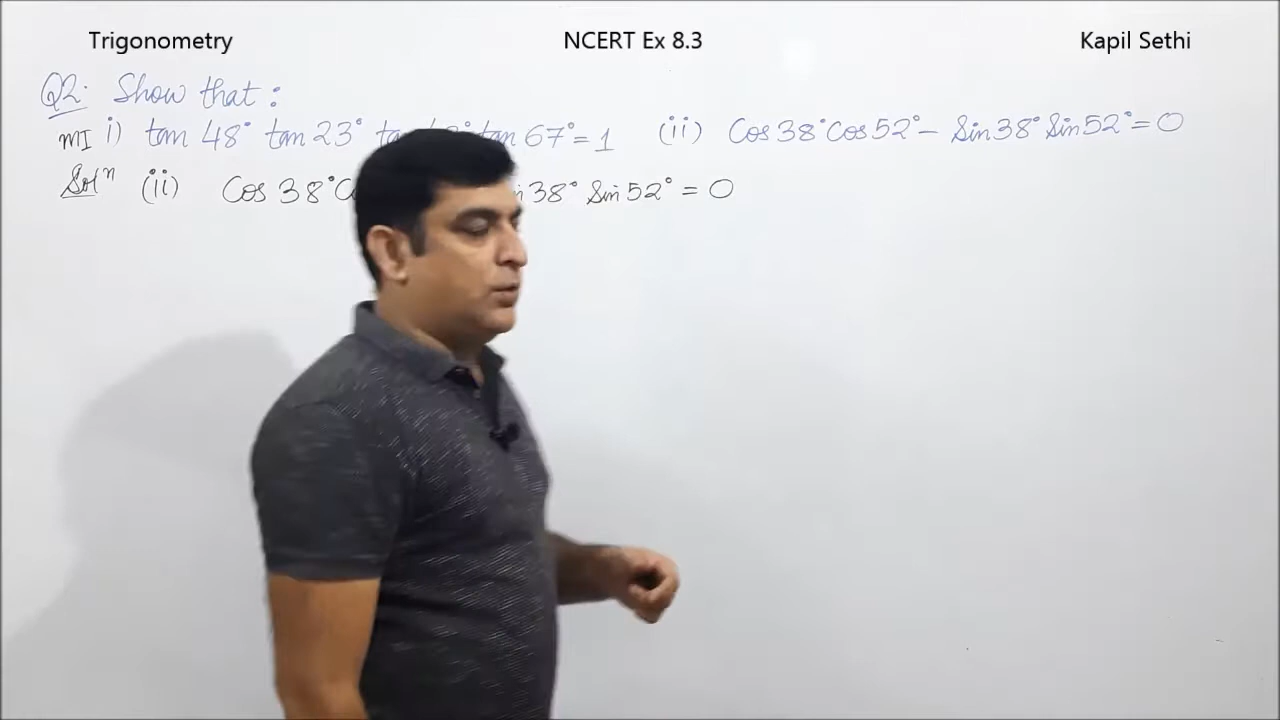 Trigonometry NCERT Ex 8.3 Kapil Sethi
Q2. Show that :
MI i) tan 48° tan 23° tan 67° = 1 (ii) Cos 38° Cos 52° - Sin 38° Sin 52° = 0
Solⁿ (ii) Cos 38° 38° Sin 52° = 0